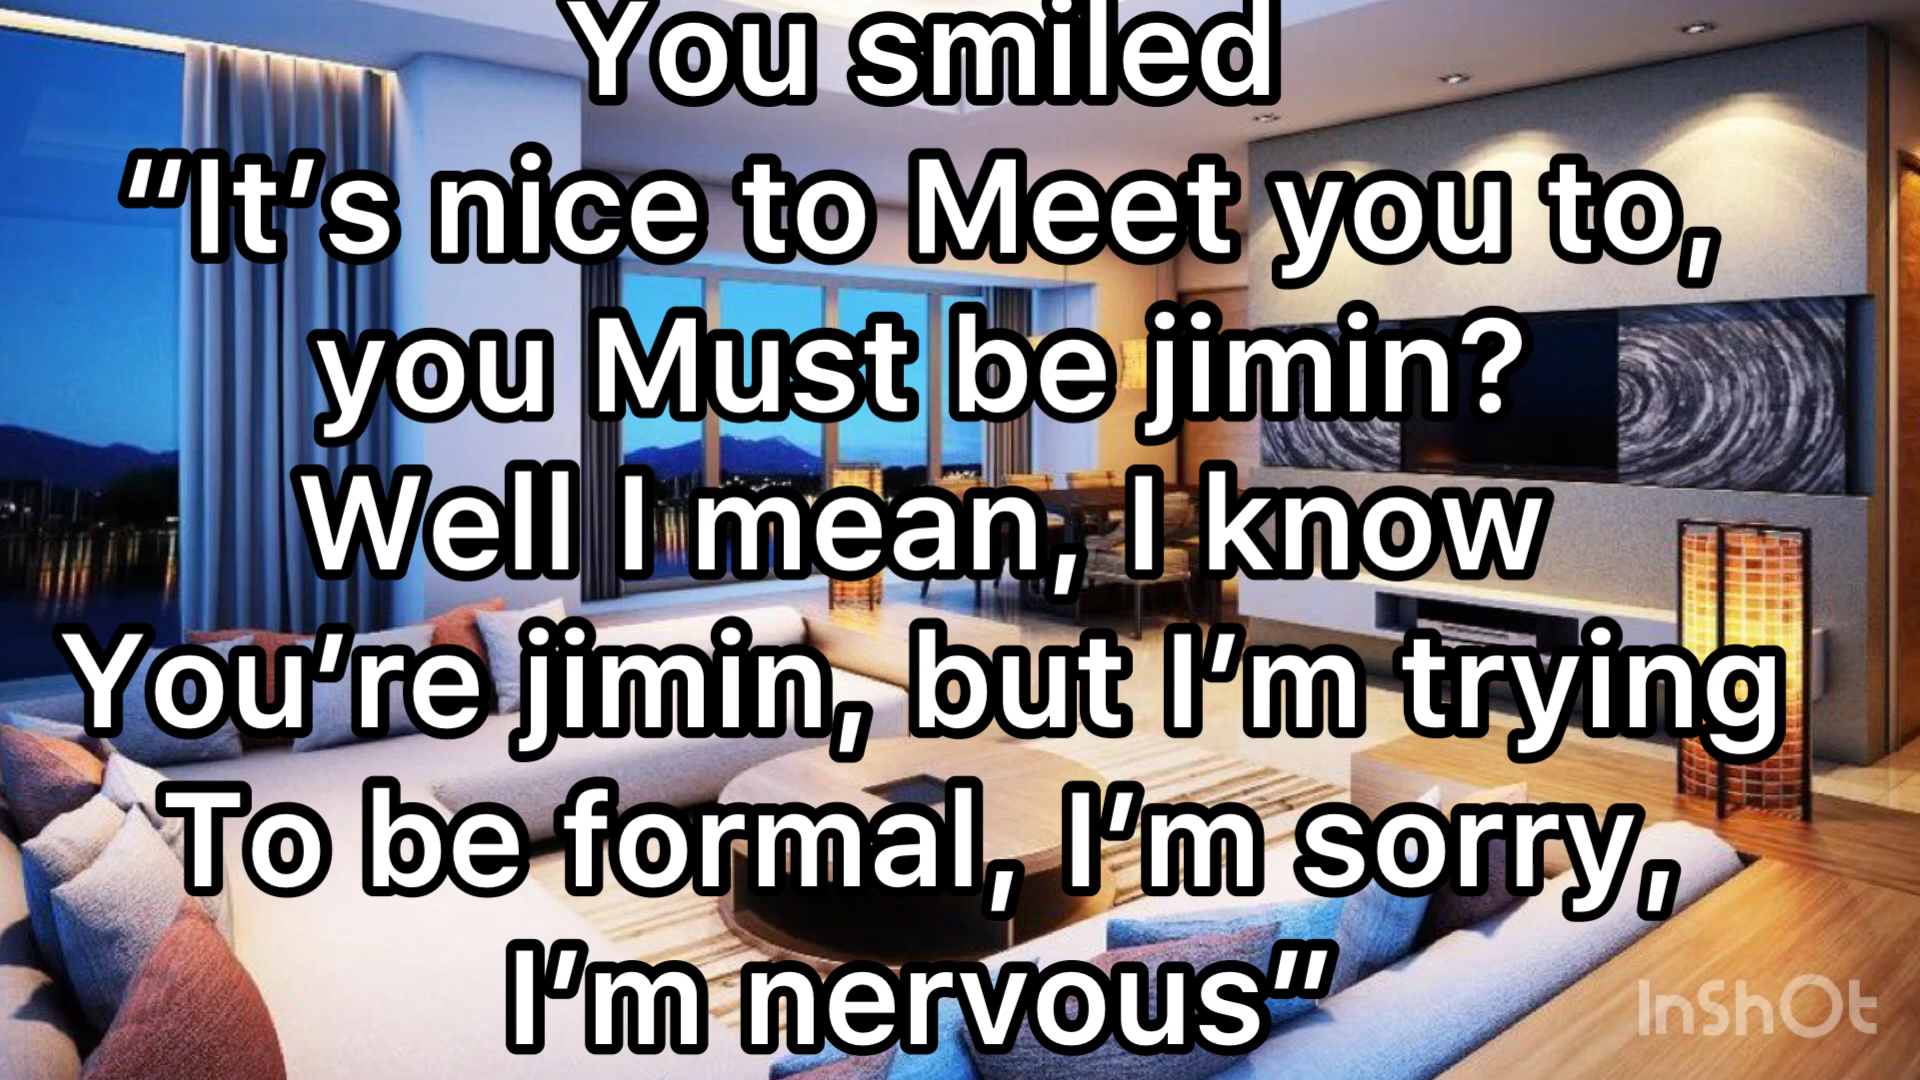 You smiled
“It’s nice to Meet you to,
you Must be jimin?
Well I mean, I know
You’re jimin, but I’m trying
To be formal, I’m sorry,
I’m nervous”
InShOt